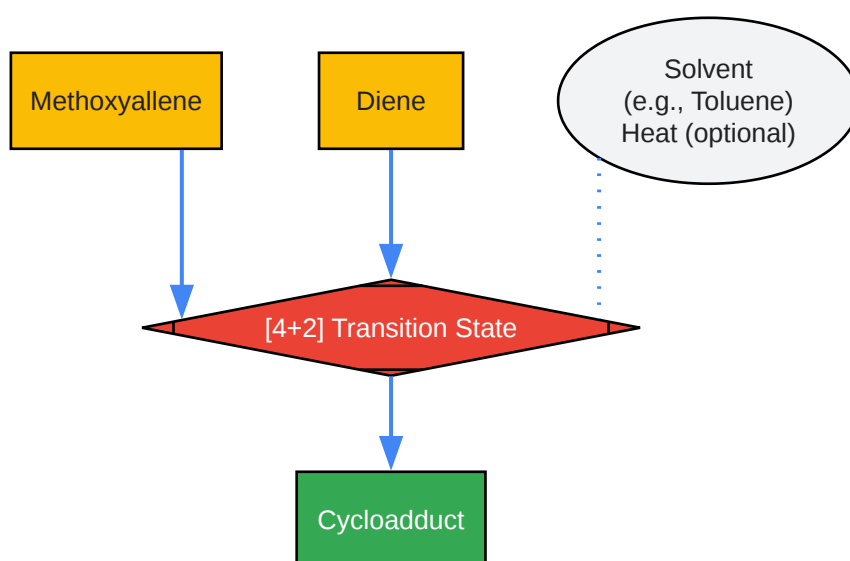 Methoxyallene
Diene
Solvent
(e.g., Toluene)
Heat (optional)
[4+2] Transition State
Cycloadduct